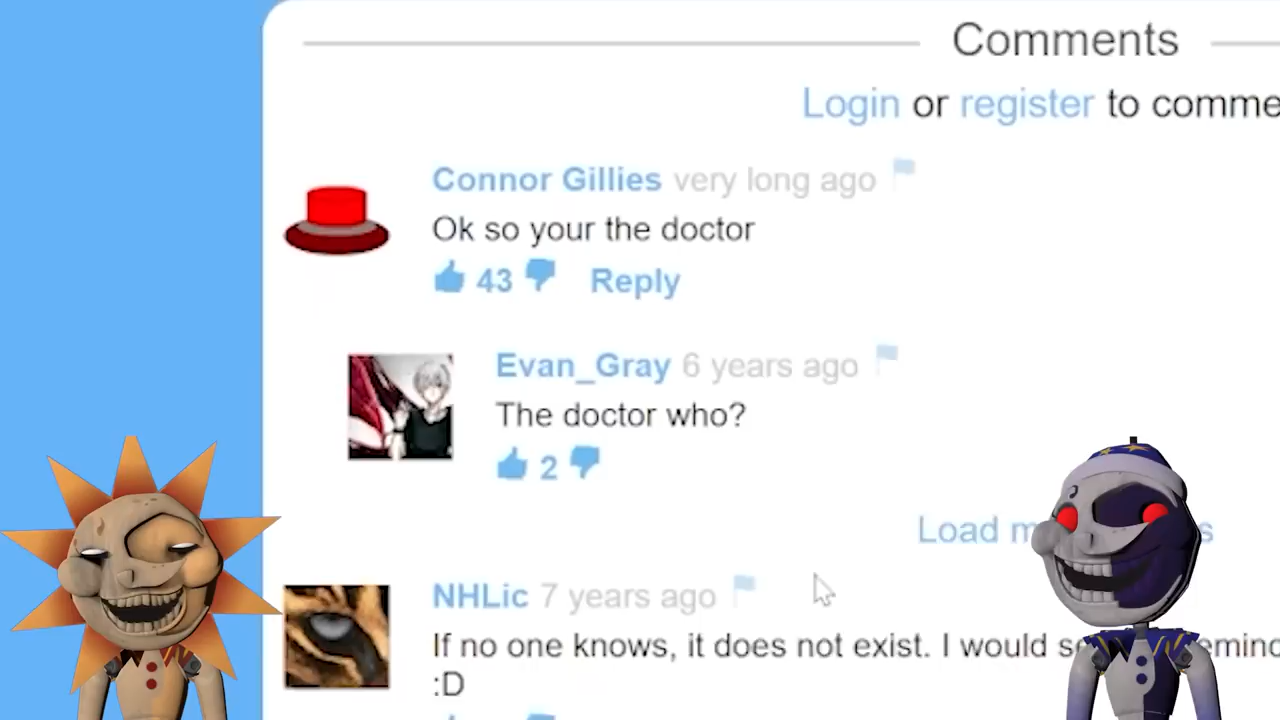 Comments
Login or register to comme
Connor Gillies very long ago
Ok so your the doctor
43 Reply
Evan_Gray 6 years ago
The doctor who?
2
Load
NHLic 7 years ago
If no one knows, it does not exist. I would
:D